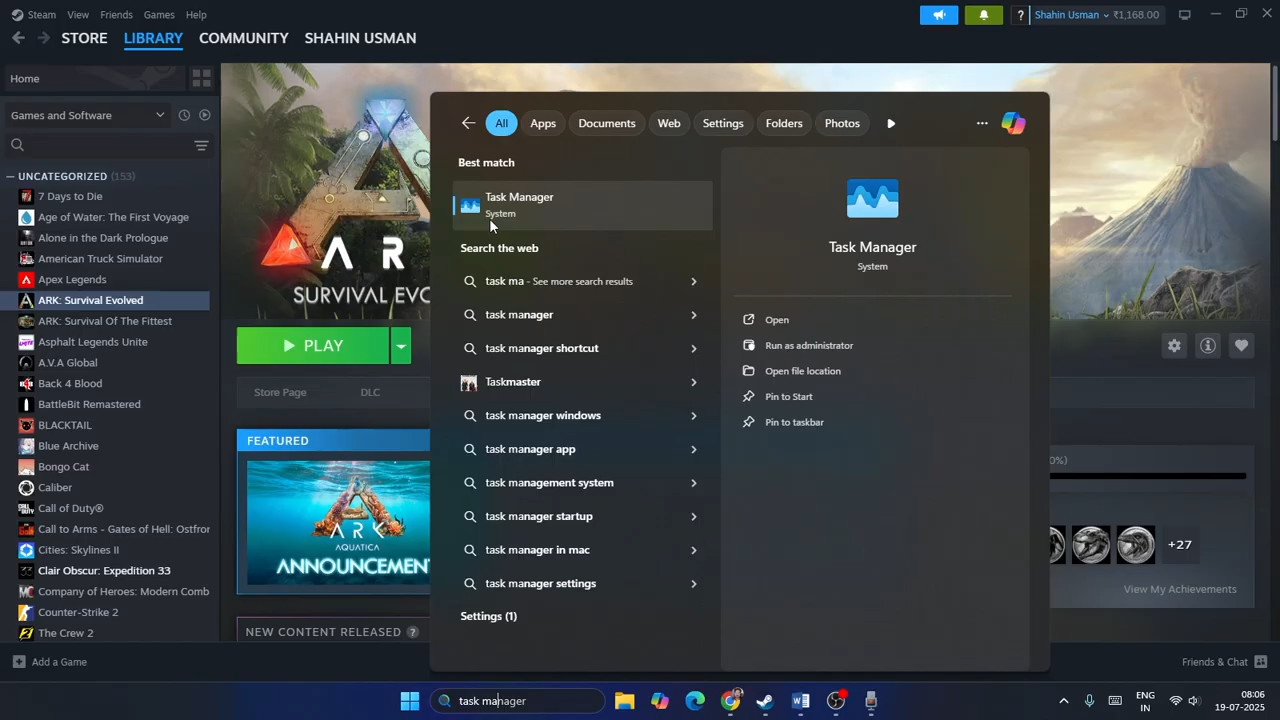 Steam View Friends Games Help
? Shahin Usman ₹1,168.00
STORE LIBRARY COMMUNITY SHAHIN USMAN
Home
Games and Software
UNCATEGORIZED (153)
7 Days to Die
Age of Water: The First Voyage
Alone in the Dark Prologue
American Truck Simulator
Apex Legends
ARK: Survival Evolved
ARK: Survival Of The Fittest
Asphalt Legends Unite
A.V.A Global
Back 4 Blood
BattleBit Remastered
BLACKTAIL
Blue Archive
Bongo Cat
Caliber
Call of Duty®
Call to Arms - Gates of Hell: Ostfror
Cities: Skylines II
Clair Obscur: Expedition 33
Company of Heroes: Modern Comb
Counter-Strike 2
The Crew 2
Add a Game
AR
SURVIVAL EVO
PLAY
Store Page DLC
FEATURED
ARK
AQUATICA
ANNOUNCEMEN
NEW CONTENT RELEASED ?
All Apps Documents Web Settings Folders Photos
Best match
Task Manager
System
Search the web
task ma - See more search results
task manager
task manager shortcut
Taskmaster
task manager windows
task manager app
task management system
task manager startup
task manager in mac
task manager settings
Settings (1)
Task Manager
System
Open
Run as administrator
Open file location
Pin to Start
Pin to taskbar
0%)
+27
View My Achievements
Friends & Chat
task manager
ENG
IN
08:06
19-07-2025